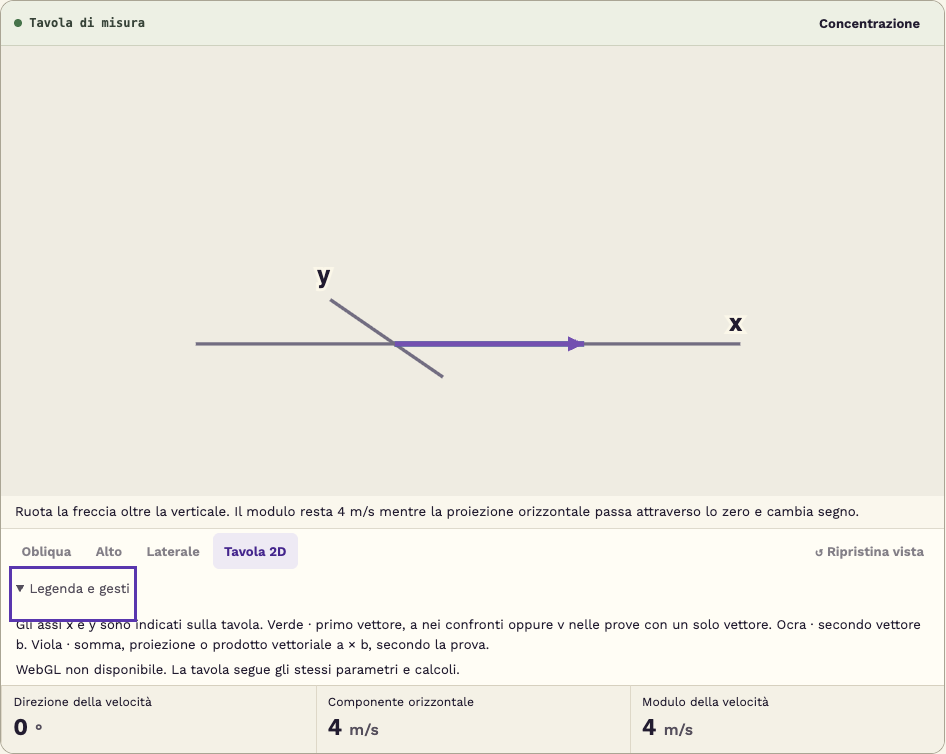 Tavola di misura
Concentrazione
y
x
Ruota la freccia oltre la verticale. Il modulo resta 4 m/s mentre la proiezione orizzontale passa attraverso lo zero e cambia segno.
Obliqua Alto Laterale Tavola 2D ↺ Ripristina vista
▼ Legenda e gesti
Gli assi x e y sono indicati sulla tavola. Verde · primo vettore, a nei confronti oppure v nelle prove con un solo vettore. Ocra · secondo vettore
b. Viola · somma, proiezione o prodotto vettoriale a × b, secondo la prova.
WebGL non disponibile. La tavola segue gli stessi parametri e calcoli.
Direzione della velocità
0 °
Componente orizzontale
4 m/s
Modulo della velocità
4 m/s